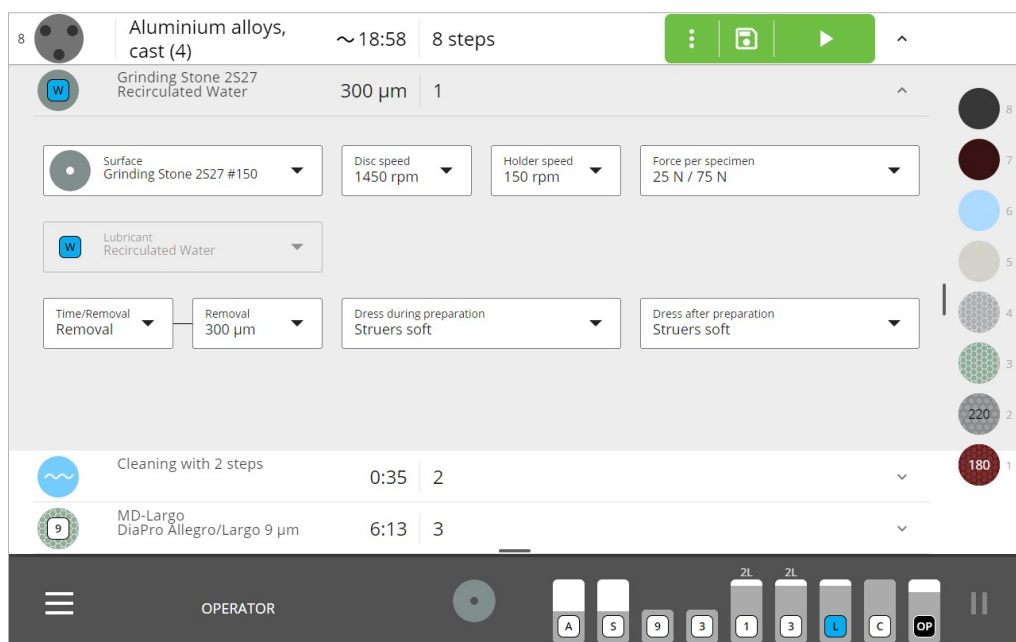 8
Aluminium alloys,
cast (4)
~ 18:58
8 steps
W
Grinding Stone 2S27
Recirculated Water
300 µm
1
Surface
Grinding Stone 2S27 #150
Disc speed
1450 rpm
Holder speed
150 rpm
Force per specimen
25 N / 75 N
W
Lubricant
Recirculated Water
Time/Removal
Removal
Removal
300 µm
Dress during preparation
Struers soft
Dress after preparation
Struers soft
Cleaning with 2 steps
0:35
2
9
MD-Largo
DiaPro Allegro/Largo 9 µm
6:13
3
8
7
6
5
4
3
220 2
180 1
OPERATOR
2L 2L
A S 9 3 1 3 L C OP